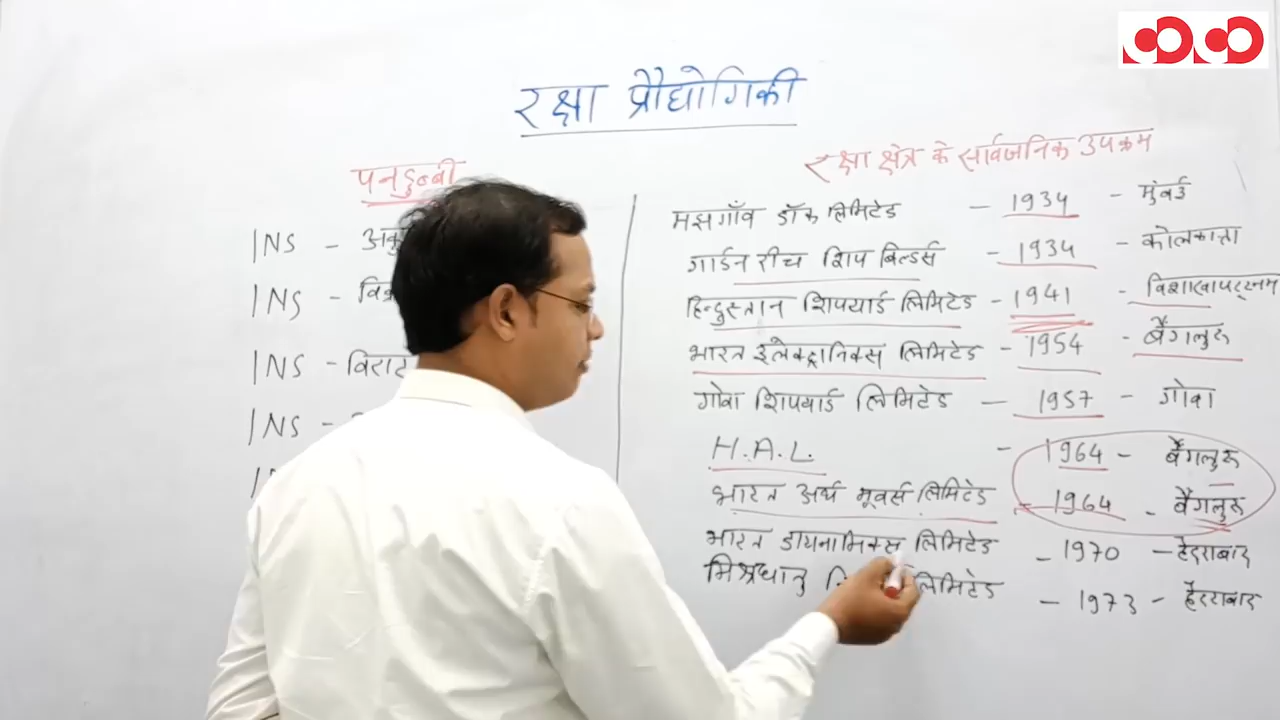 रक्षा प्रौद्योगिकी
पनडुब्बी
INS -
INS -
INS - विराट
INS -
रक्षा क्षेत्र के सार्वजनिक उपक्रम
मझगाँव डॉक लिमिटेड - 1934 - मुंबई
गार्डन रीच शिप बिल्डर्स - 1934 - कोलकाता
हिन्दुस्तान शिपयार्ड लिमिटेड - 1941 - विशाखापट्टनम
भारत इलेक्ट्रानिक्स लिमिटेड - 1954 - बैंगलुरू
गोवा शिपयार्ड लिमिटेड - 1957 - गोवा
H.A.L. - 1964 - बैंगलुरू
भारत अर्थ मूवर्स लिमिटेड - 1964 - बैंगलुरू
भारत डायनामिक्स लिमिटेड - 1970 - हैदराबाद
मिश्रधातु लिमिटेड - 1973 - हैदराबाद